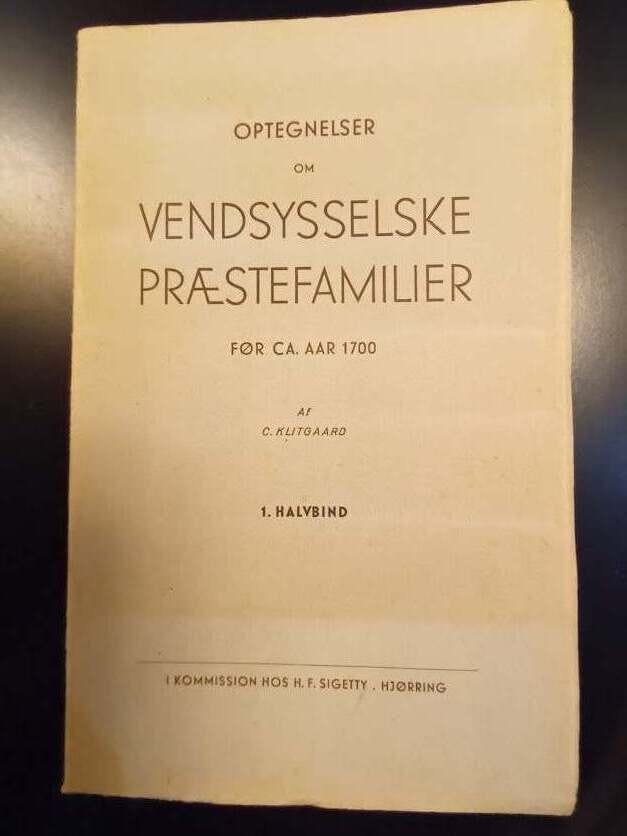 OPTEGNELSER
OM
VENDSYSSELSKE
PRÆSTEFAMILIER
FØR CA. AAR 1700
AF
C. KLITGAARD
1. HALVBIND
I KOMMISSION HOS H. F. SIGETTY . HJØRRING